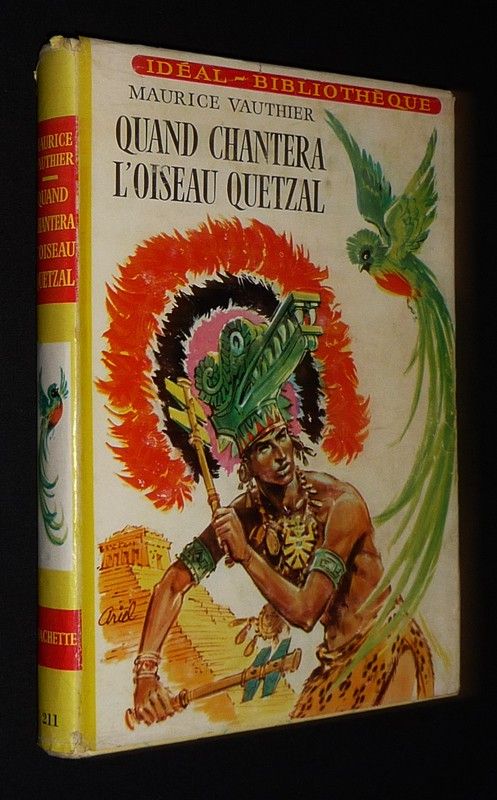 IDÉAL-BIBLIOTHÈQUE
MAURICE VAUTHIER
QUAND CHANTERA
L'OISEAU QUETZAL
Ariel
MAURICE
VAUTHIER
QUAND
CHANTERA
L'OISEAU
QUETZAL
HACHETTE
211